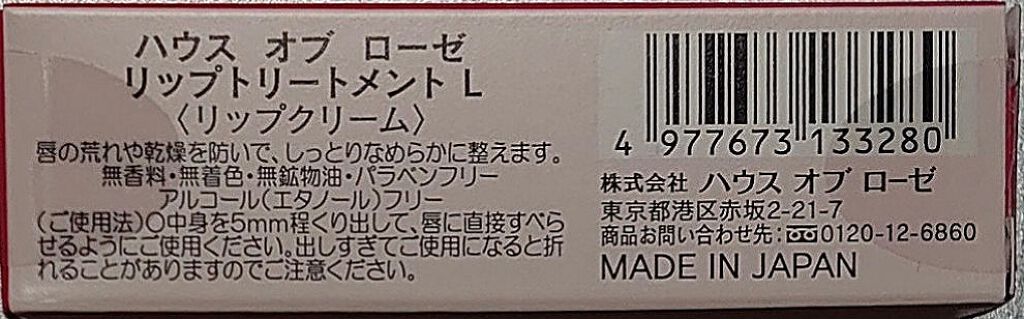 ハウス オブ ローゼ
リップトリートメント L
〈リップクリーム〉
唇の荒れや乾燥を防いで、しっとりなめらかに整えます。
無香料・無着色・無鉱物油・パラベンフリー
アルコール(エタノール)フリー
(ご使用法)○中身を5mm程くり出して、唇に直接すべら
せるようにご使用ください。出しすぎてご使用になると折
れることがありますのでご注意ください。
4 977673 133280
株式会社 ハウス オブ ローゼ
東京都港区赤坂2-21-7
商品お問い合わせ先:0120-12-6860
MADE IN JAPAN